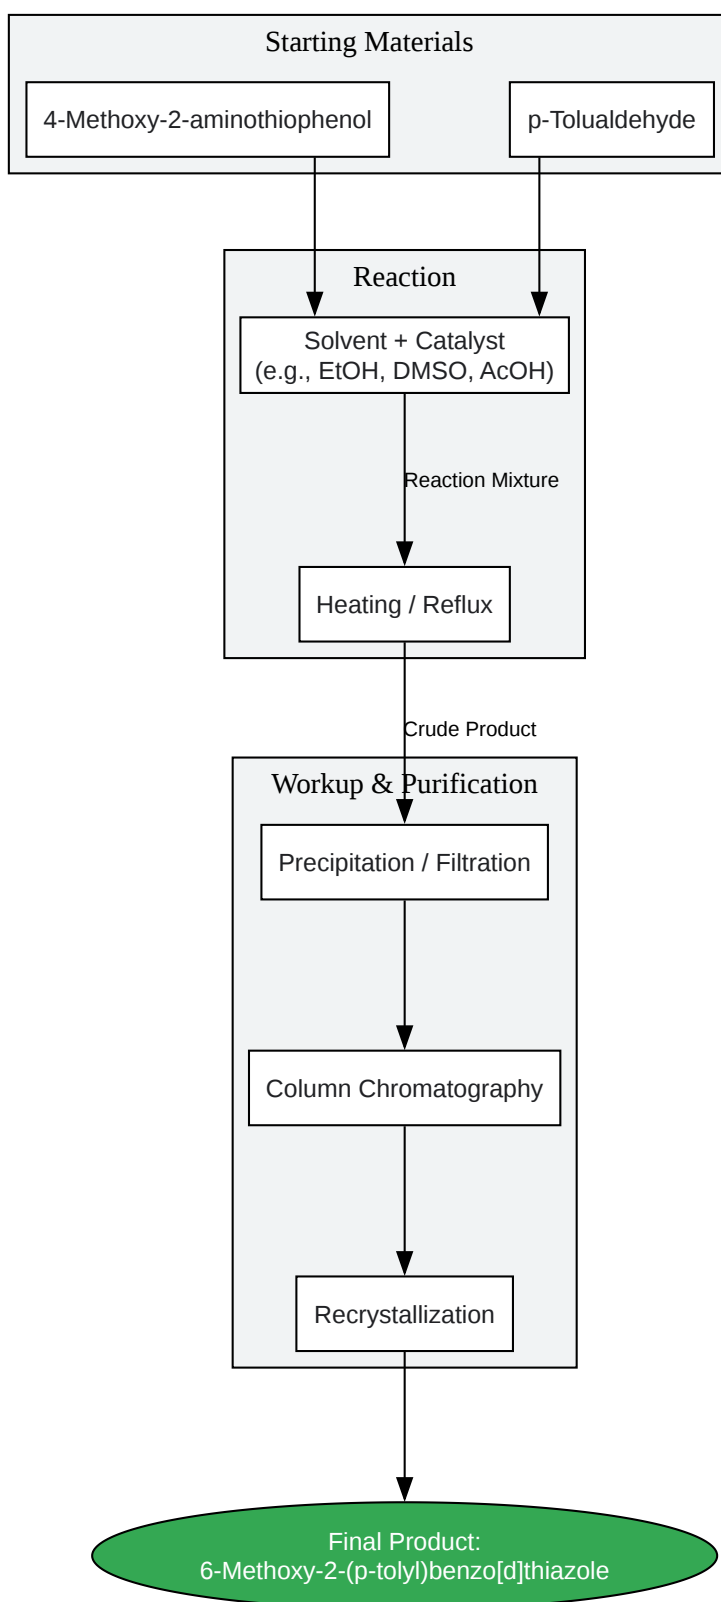 Starting Materials
4-Methoxy-2-aminothiophenol
p-Tolualdehyde
Reaction
Solvent + Catalyst
(e.g., EtOH, DMSO, AcOH)
Reaction Mixture
Heating / Reflux
Crude Product
Workup & Purification
Precipitation / Filtration
Column Chromatography
Recrystallization
Final Product:
6-Methoxy-2-(p-tolyl)benzo[d]thiazole